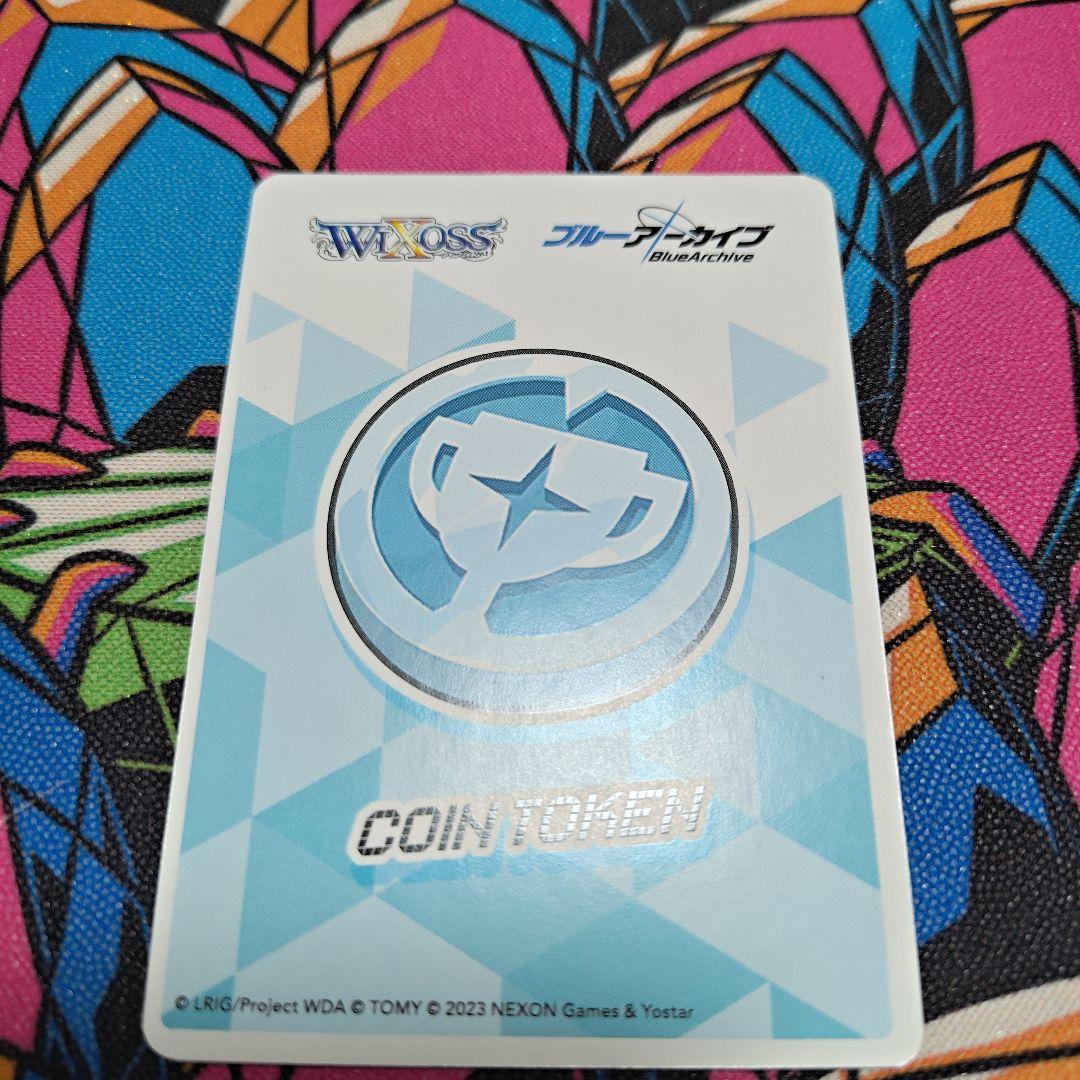 WIXOSS
ブルーアーカイブ
BlueArchive
COIN TOKEN
© LRIG/Project WDA © TOMY © 2023 NEXON Games & Yostar